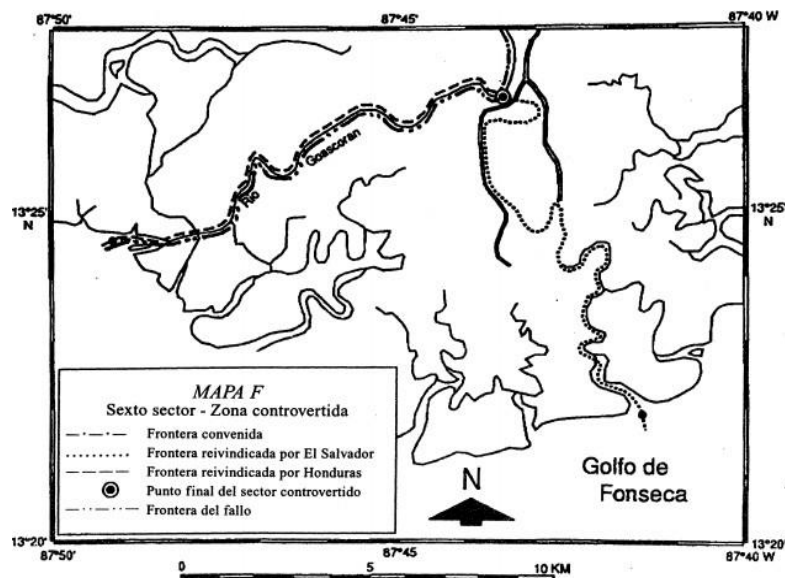 87°50' 87°45' 87°40 W
Goascoran
Rio
13°25'
N
13°25'
N
MAPA F
Sexto sector - Zona controvertida
Frontera convenida
Frontera reivindicada por El Salvador
Frontera reivindicada por Honduras
Punto final del sector controvertido
Frontera del fallo
N
Golfo de
Fonseca
13°20' 13°20'
87°50' 87°45' 87°40' W
0 5 10 KM